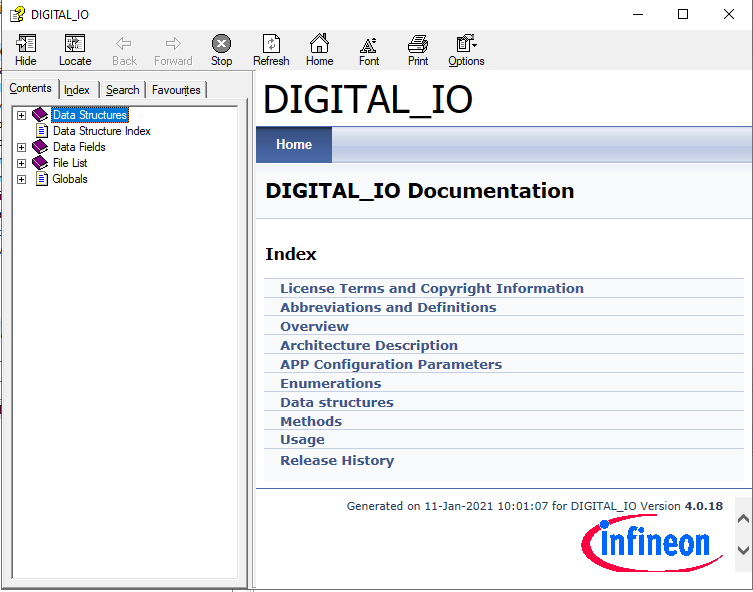 DIGITAL_IO
Hide Locate Back Forward Stop Refresh Home Font Print Options
Contents Index Search Favourites
Data Structures
Data Structure Index
Data Fields
File List
Globals
DIGITAL_IO
Home
DIGITAL_IO Documentation
Index
License Terms and Copyright Information
Abbreviations and Definitions
Overview
Architecture Description
APP Configuration Parameters
Enumerations
Data structures
Methods
Usage
Release History
Generated on 11-Jan-2021 10:01:07 for DIGITAL_IO Version 4.0.18
infineon